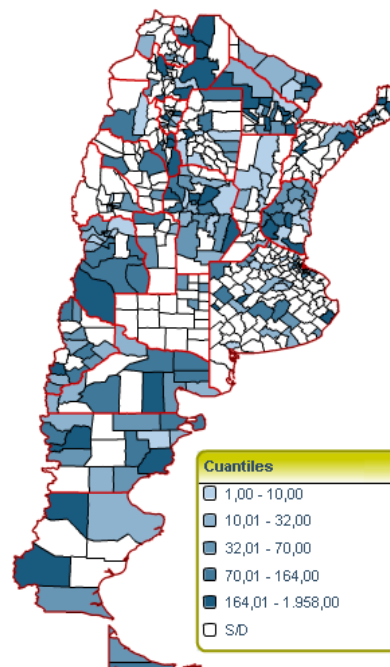 Cuantiles
1,00 - 10,00
10,01 - 32,00
32,01 - 70,00
70,01 - 164,00
164,01 - 1.958,00
S/D